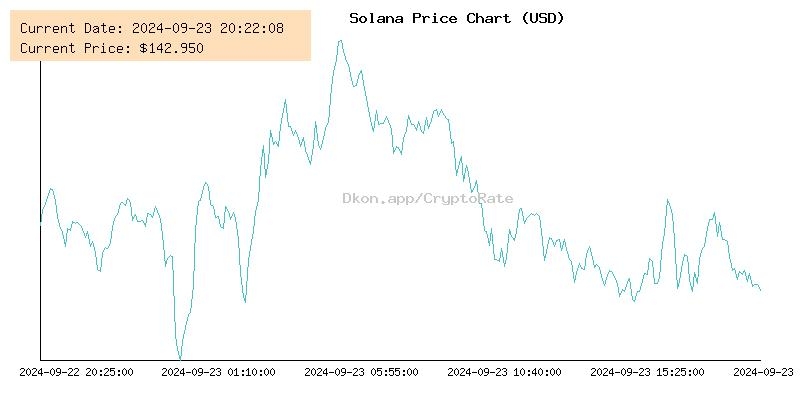 Solana Price Chart (USD)
Current Date: 2024-09-23 20:22:08
Current Price: $142.950
Dkon.app/CryptoRate
2024-09-22 20:25:00 2024-09-23 01:10:00 2024-09-23 05:55:00 2024-09-23 10:40:00 2024-09-23 15:25:00 2024-09-23